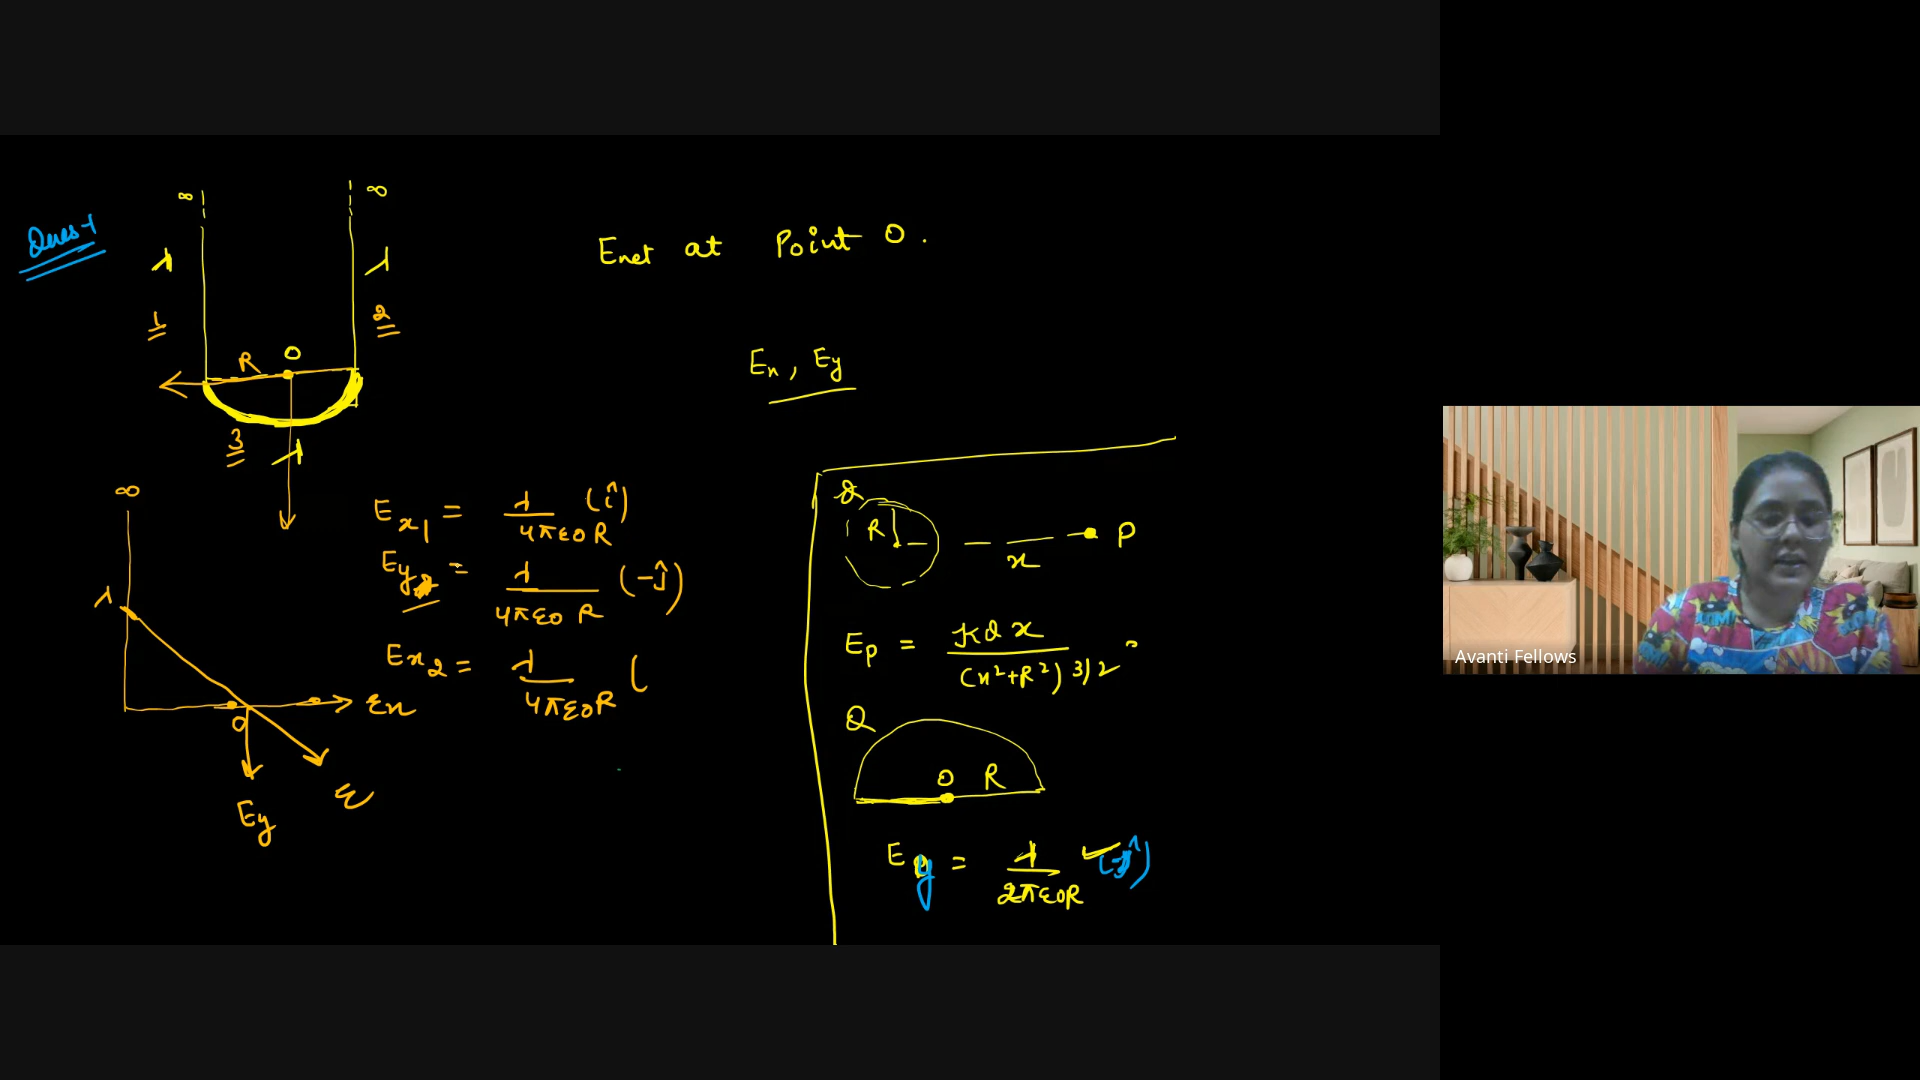 Ques-1
∞ ∞
λ λ
1 2
R O
3 λ
Enet at Point O.
Ex, Ey
∞
λ
O Ex
Ey E
Ex1 = λ/4πε0R (î)
Ey = λ/4πε0R (-ĵ)
Ex2 = λ/4πε0R (
Q
R x P
Ep = KQx/(x²+R²)3/2
Q
O R
Ey = λ/2πε0R (-ĵ)
Avanti Fellows